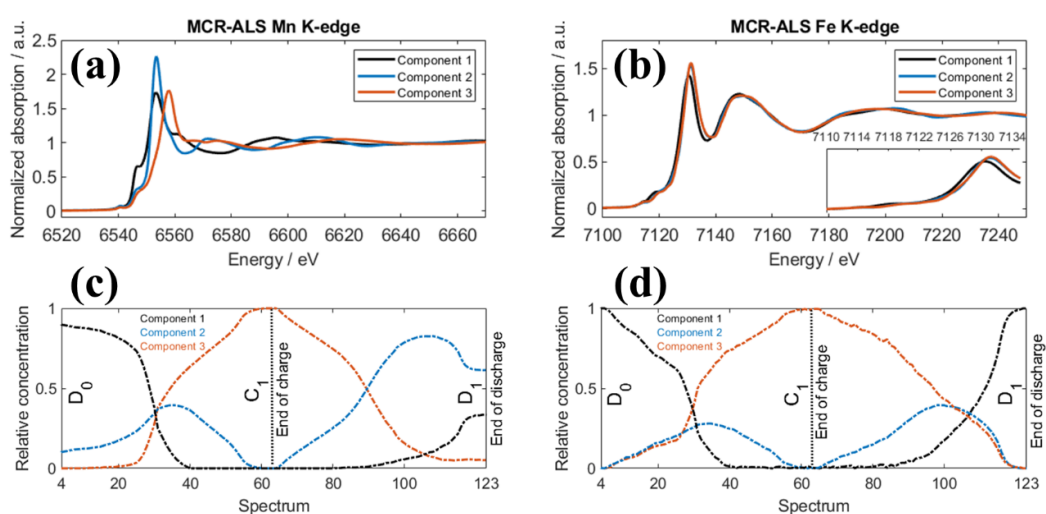 MCR-ALS Mn K-edge
(a)
Normalized absorption / a.u.
2.5
2
1.5
1
0.5
0
Component 1
Component 2
Component 3
6520 6540 6560 6580 6600 6620 6640 6660
Energy / eV
MCR-ALS Fe K-edge
(b)
Normalized absorption / a.u.
1.5
1.0
0.5
0
Component 1
Component 2
Component 3
7110 7114 7118 7122 7126 7130 7134
7100 7120 7140 7160 7180 7200 7220 7240
Energy / eV
(c)
Relative concentration
1
0.5
0
Component 1
Component 2
Component 3
D0
C1
End of charge
D1
End of discharge
4 20 40 60 80 100 123
Spectrum
(d)
Relative concentration
1
0.5
0
Component 1
Component 2
Component 3
D0
C1
End of charge
D1
End of discharge
4 20 40 60 80 100 123
Spectrum